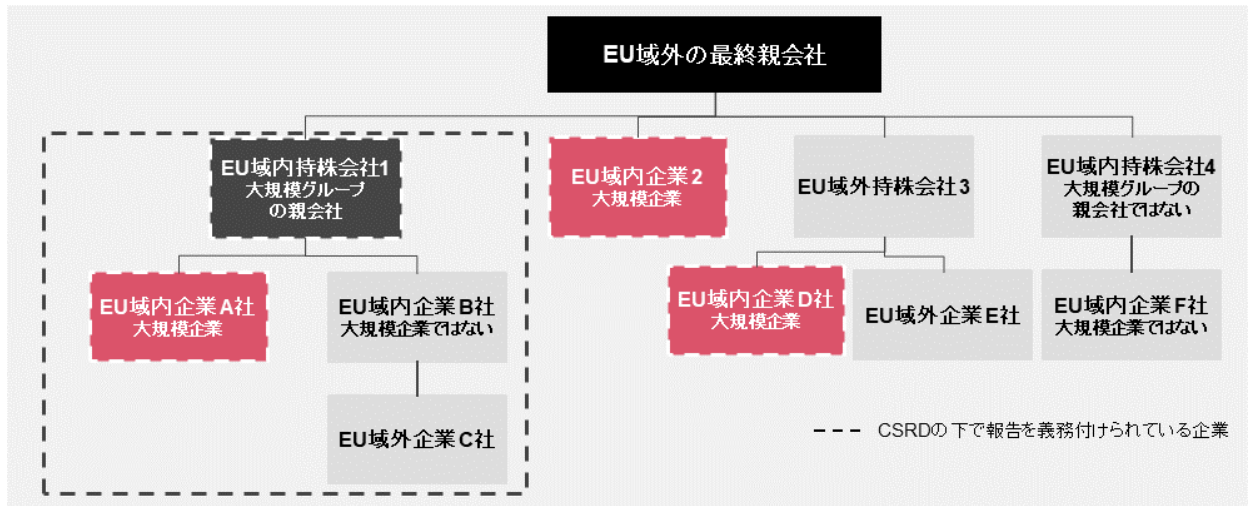 EU域外の最終親会社
EU域内持株会社1
大規模グループ
の親会社
EU域内企業2
大規模企業
EU域外持株会社3
EU域内持株会社4
大規模グループの
親会社ではない
EU域内企業A社
大規模企業
EU域内企業B社
大規模企業ではない
EU域内企業D社
大規模企業
EU域外企業E社
EU域内企業F社
大規模企業ではない
EU域外企業C社
CSRDの下で報告を義務付けられている企業